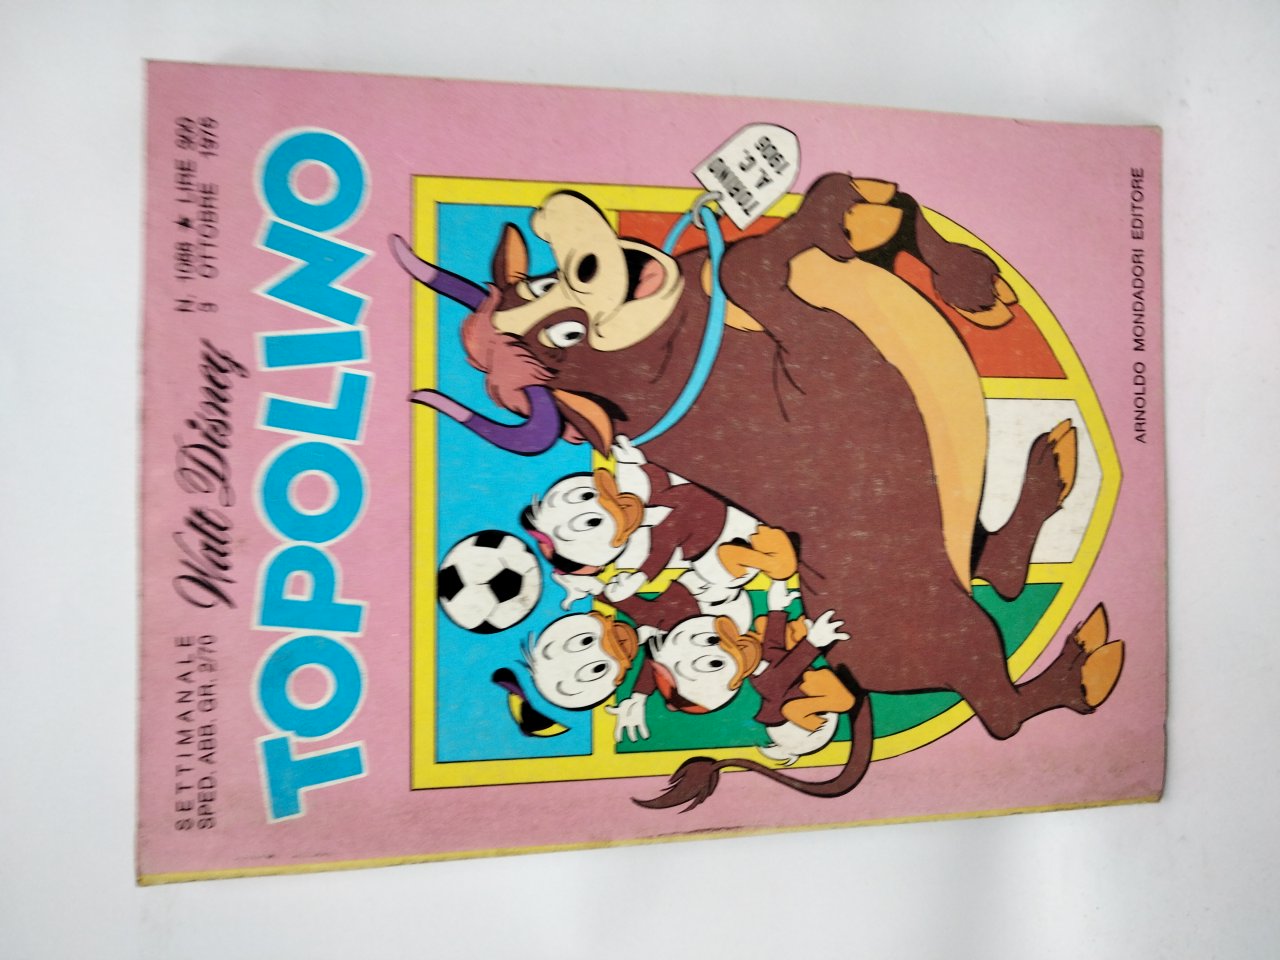 SETTIMANALE
SPED. ABB. GR. 2/70
Walt Disney
N. 1088 ★ LIRE
3 OTTOBRE 1976
TOPOLINO
TORINO
A. C.
1906
ARNOLDO MONDADORI EDITORE